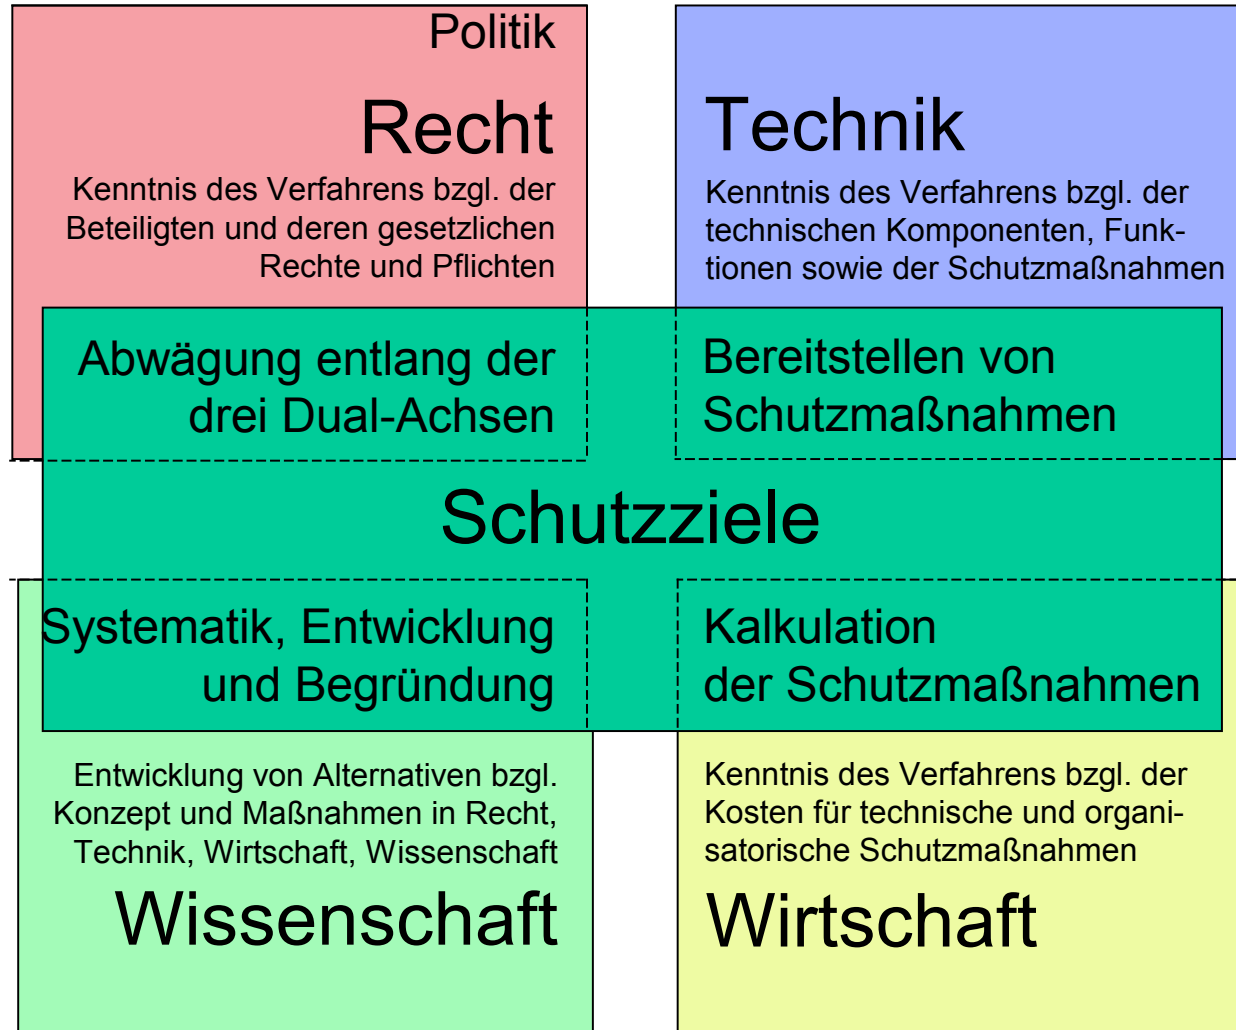 Politik
Recht
Kenntnis des Verfahrens bzgl. der
Beteiligten und deren gesetzlichen
Rechte und Pflichten
Technik
Kenntnis des Verfahrens bzgl. der
technischen Komponenten, Funk-
tionen sowie der Schutzmaßnahmen
Abwägung entlang der
drei Dual-Achsen
Bereitstellen von
Schutzmaßnahmen
Schutzziele
Systematik, Entwicklung
und Begründung
Kalkulation
der Schutzmaßnahmen
Entwicklung von Alternativen bzgl.
Konzept und Maßnahmen in Recht,
Technik, Wirtschaft, Wissenschaft
Wissenschaft
Kenntnis des Verfahrens bzgl. der
Kosten für technische und organi-
satorische Schutzmaßnahmen
Wirtschaft